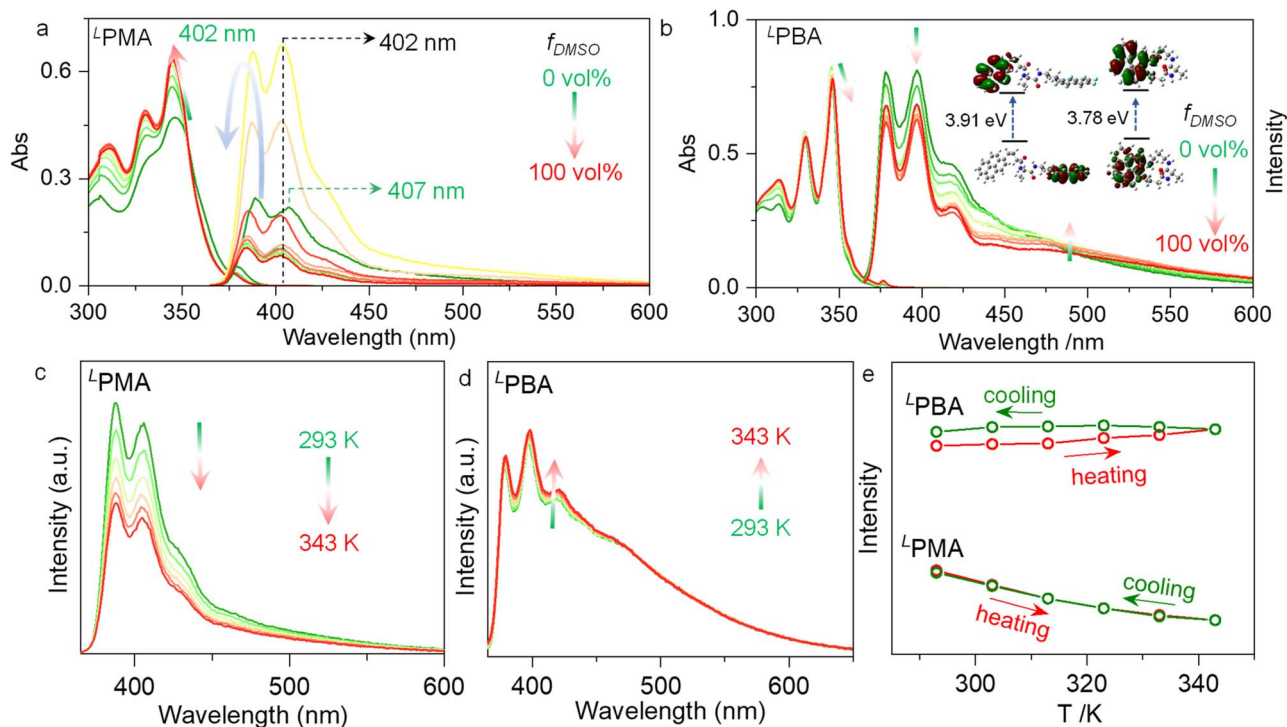 a
ᴸPMA
402 nm
402 nm
f_DMSO
0 vol%
100 vol%
407 nm
Abs
0.6
0.3
0.0
300 350 400 450 500 550 600
Wavelength (nm)
b
ᴸPBA
Abs
1.0
0.5
0.0
3.91 eV
3.78 eV
f_DMSO
0 vol%
100 vol%
Intensity
300 350 400 450 500 550 600
Wavelength /nm
c
ᴸPMA
293 K
343 K
Intensity (a.u.)
400 500 600
Wavelength (nm)
d
ᴸPBA
343 K
293 K
Intensity (a.u.)
400 500 600
Wavelength (nm)
e
ᴸPBA
cooling
heating
ᴸPMA
cooling
heating
Intensity
300 320 340
T /K